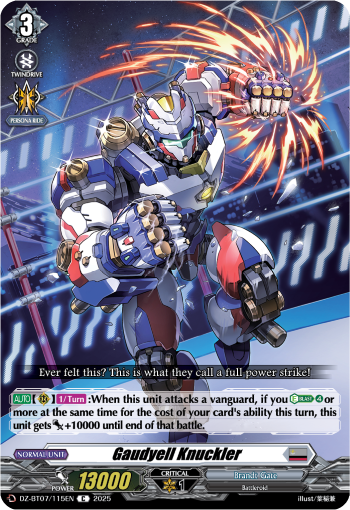 3
GRADE
TWINDRIVE
PERSONA RIDE
Ever felt this? This is what they call a full power strike!
AUTO 1/Turn :When this unit attacks a vanguard, if you BLAST 4 or
more at the same time for the cost of your card's ability this turn, this
unit gets +10000 until end of that battle.
NORMAL UNIT
Gaudyell Knuckler
POWER 13000 CRITICAL 1
Brandt Gate
Battleroid
DZ-BT07/115EN C 2025 illust/葉椥兼